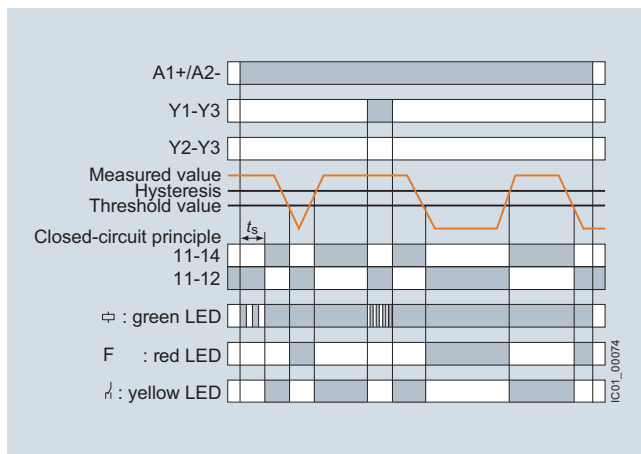 A1+/A2-
Y1-Y3
Y2-Y3
Measured value
Hysteresis
Threshold value
Closed-circuit principle
ts
11-14
11-12
: green LED
F : red LED
: yellow LED
IC01_00074